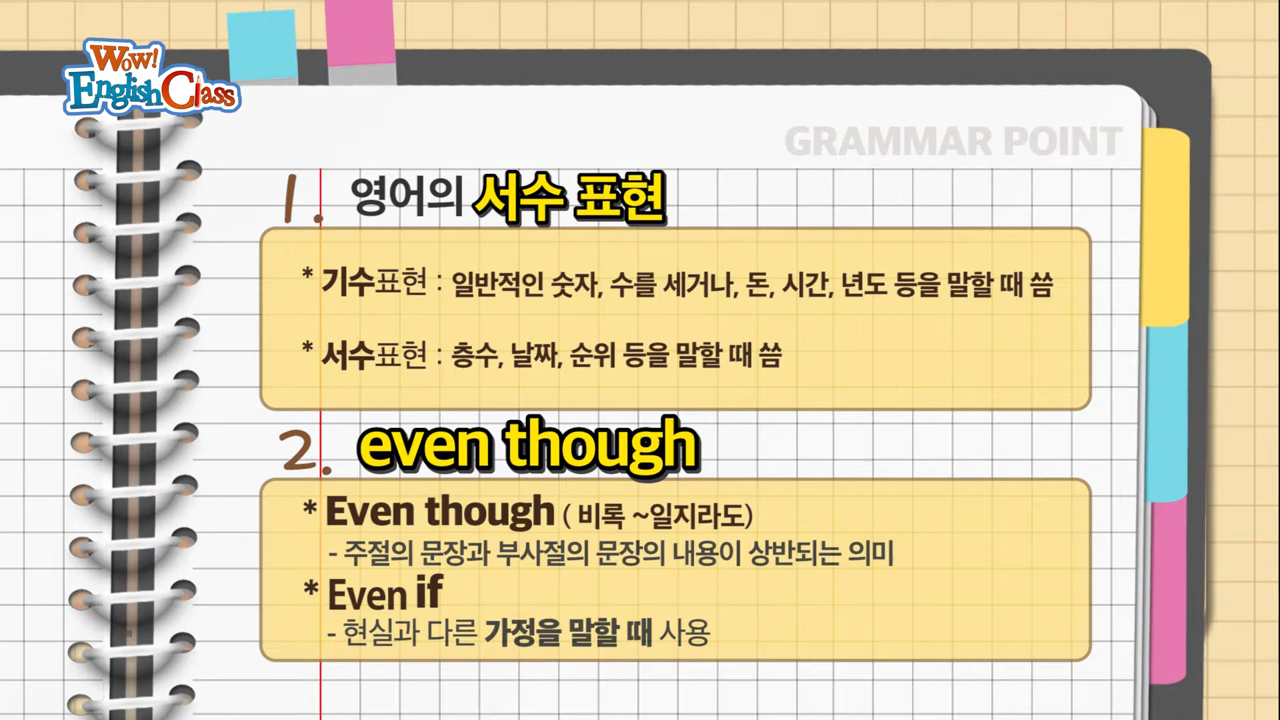 Wow!
English Class
GRAMMAR POINT
1. 영어의 서수 표현
* 기수표현 : 일반적인 숫자, 수를 세거나, 돈, 시간, 년도 등을 말할 때 씀
* 서수표현 : 층수, 날짜, 순위 등을 말할 때 씀
2. even though
* Even though ( 비록 ~일지라도)
- 주절의 문장과 부사절의 문장의 내용이 상반되는 의미
* Even if
- 현실과 다른 가정을 말할 때 사용